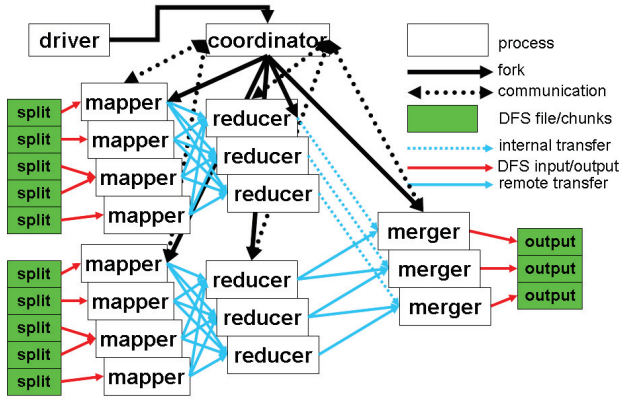 driver
coordinator
process
fork
communication
DFS file/chunks
internal transfer
DFS input/output
remote transfer
split
split
split
split
split
mapper
mapper
mapper
mapper
reducer
reducer
reducer
split
split
split
split
split
mapper
mapper
mapper
mapper
reducer
reducer
reducer
merger
merger
merger
output
output
output